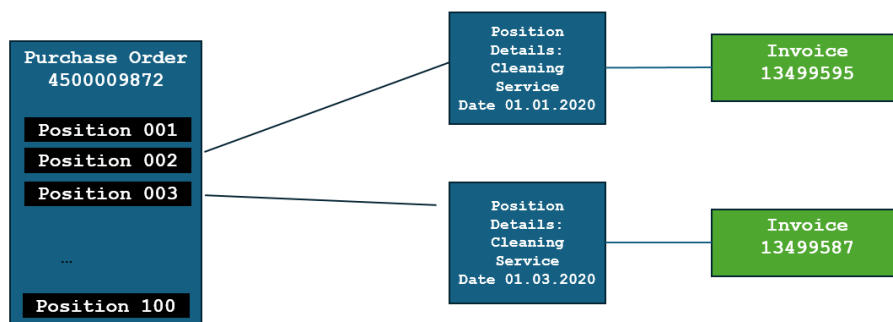 Purchase Order
4500009872
Position 001
Position 002
Position 003
…
Position 100
Position
Details:
Cleaning
Service
Date 01.01.2020
Invoice
13499595
Position
Details:
Cleaning
Service
Date 01.03.2020
Invoice
13499587